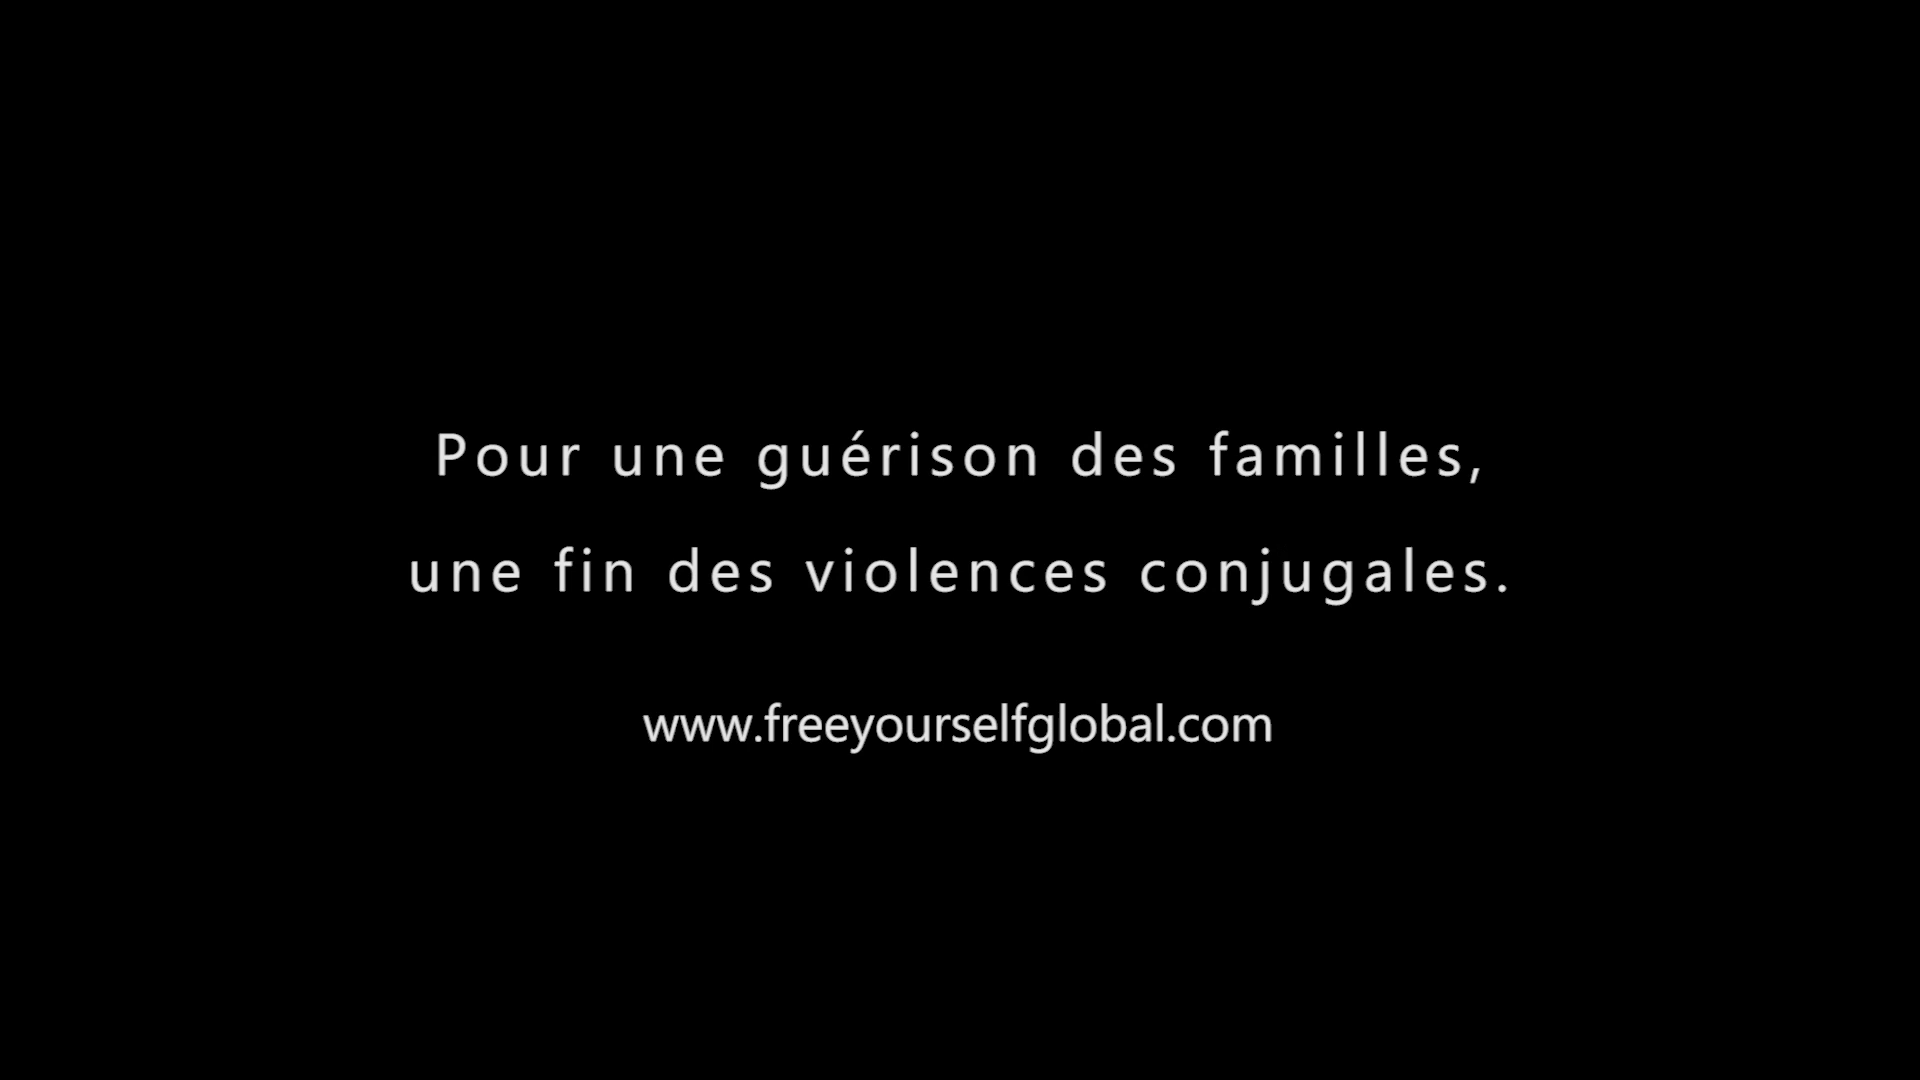 Pour une guérison des familles,
une fin des violences conjugales.
www.freeyourselfglobal.com